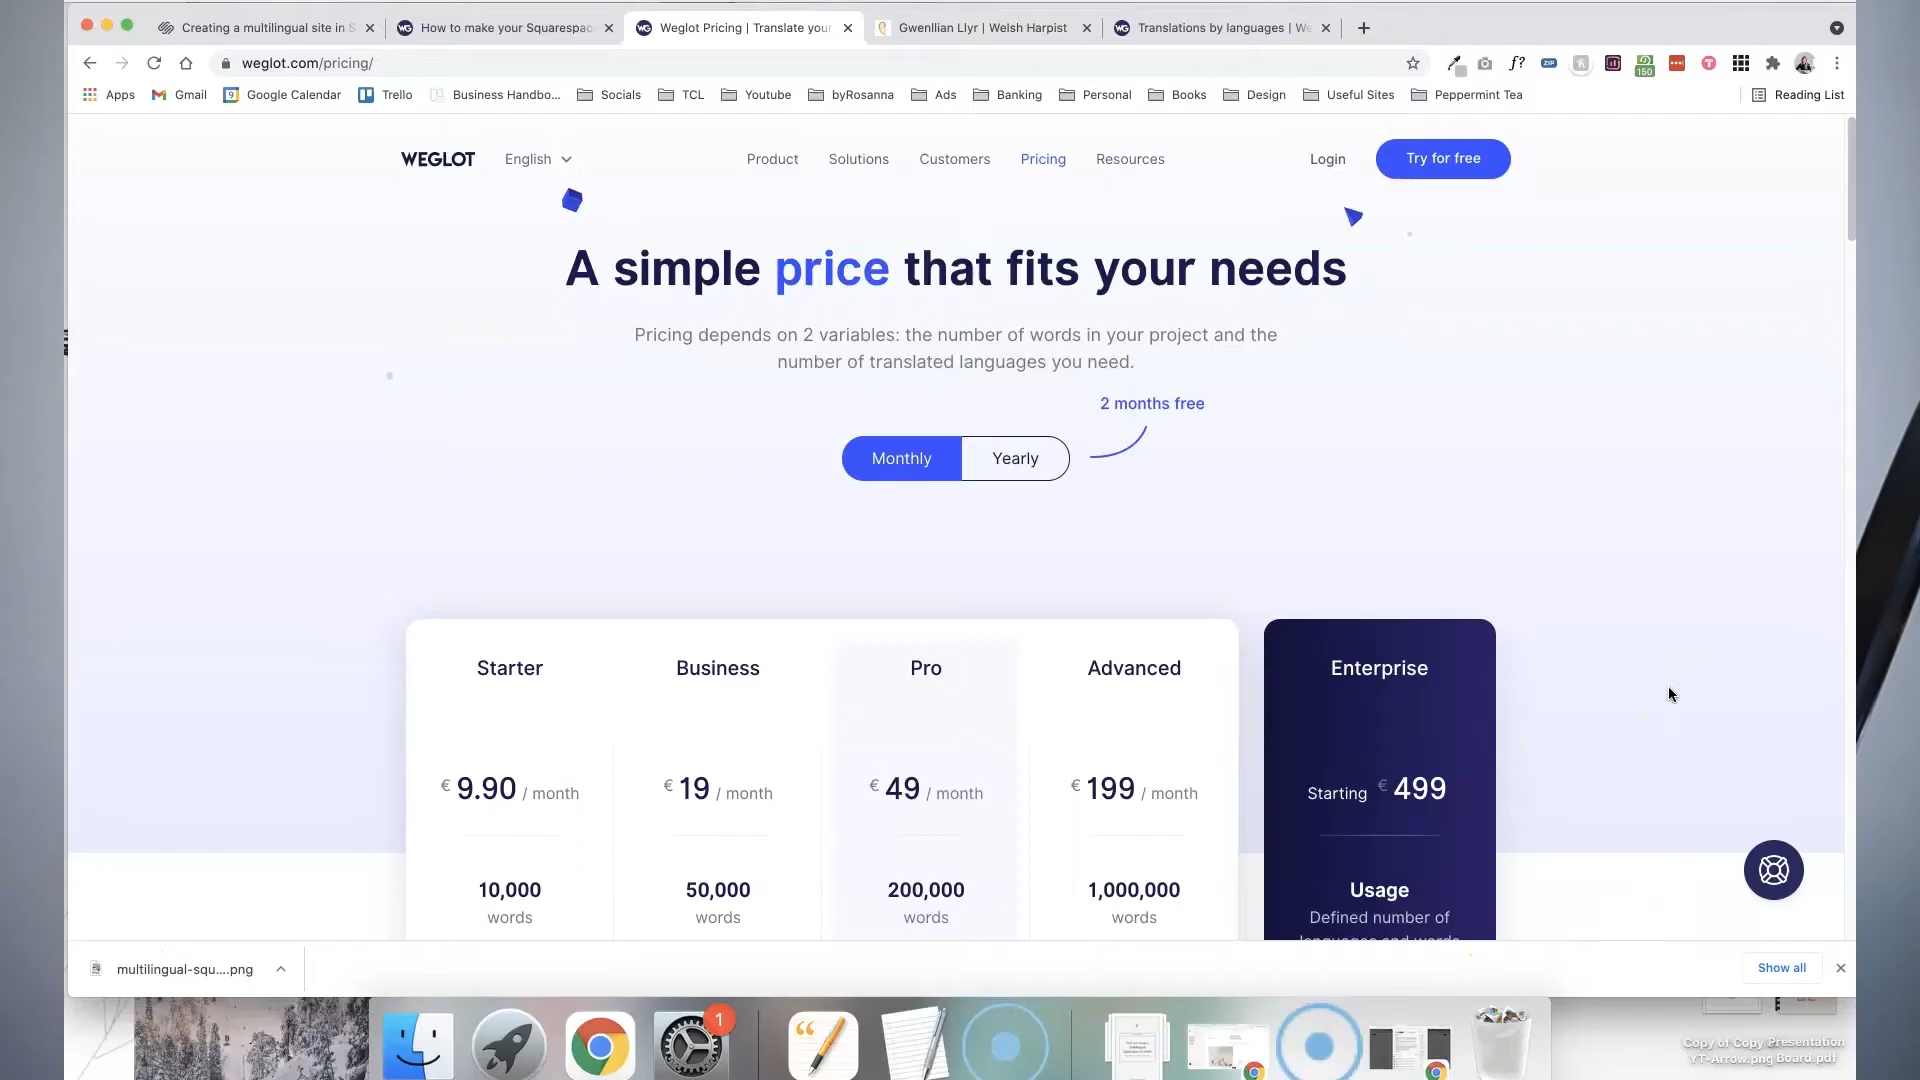 Creating a multilingual site in S
How to make your Squarespac
Weglot Pricing | Translate your
Gwenllian Llyr | Welsh Harpist
Translations by languages | We
weglot.com/pricing/
f?
ZIP
150
Apps
Gmail
Google Calendar
Trello
Business Handbo...
Socials
TCL
Youtube
byRosanna
Ads
Banking
Personal
Books
Design
Useful Sites
Peppermint Tea
Reading List
WEGLOT
English
Product
Solutions
Customers
Pricing
Resources
Login
Try for free
A simple price that fits your needs
Pricing depends on 2 variables: the number of words in your project and the
number of translated languages you need.
2 months free
Monthly
Yearly
Starter
Business
Pro
Advanced
Enterprise
€ 9.90 / month
€ 19 / month
€ 49 / month
€ 199 / month
Starting € 499
10,000
words
50,000
words
200,000
words
1,000,000
words
Usage
Defined number of
languages and words
multilingual-squ....png
Show all
1
Copy of Copy Presentation
YT-Arrow.png Board.pdf